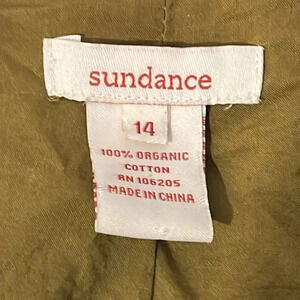 sundance
14
100% ORGANIC
COTTON
RN 106205
MADE IN CHINA